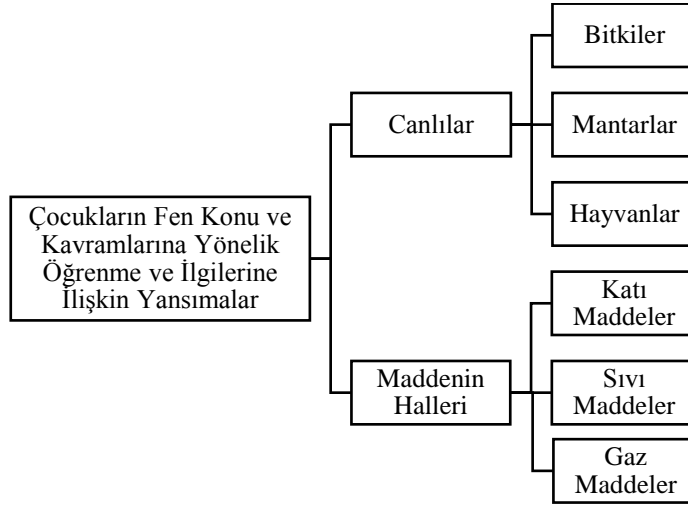 Çocukların Fen Konu ve
Kavramlarına Yönelik
Öğrenme ve İlgilerine
İlişkin Yansımalar
Canlılar
Bitkiler
Mantarlar
Hayvanlar
Maddenin
Halleri
Katı
Maddeler
Sıvı
Maddeler
Gaz
Maddeler